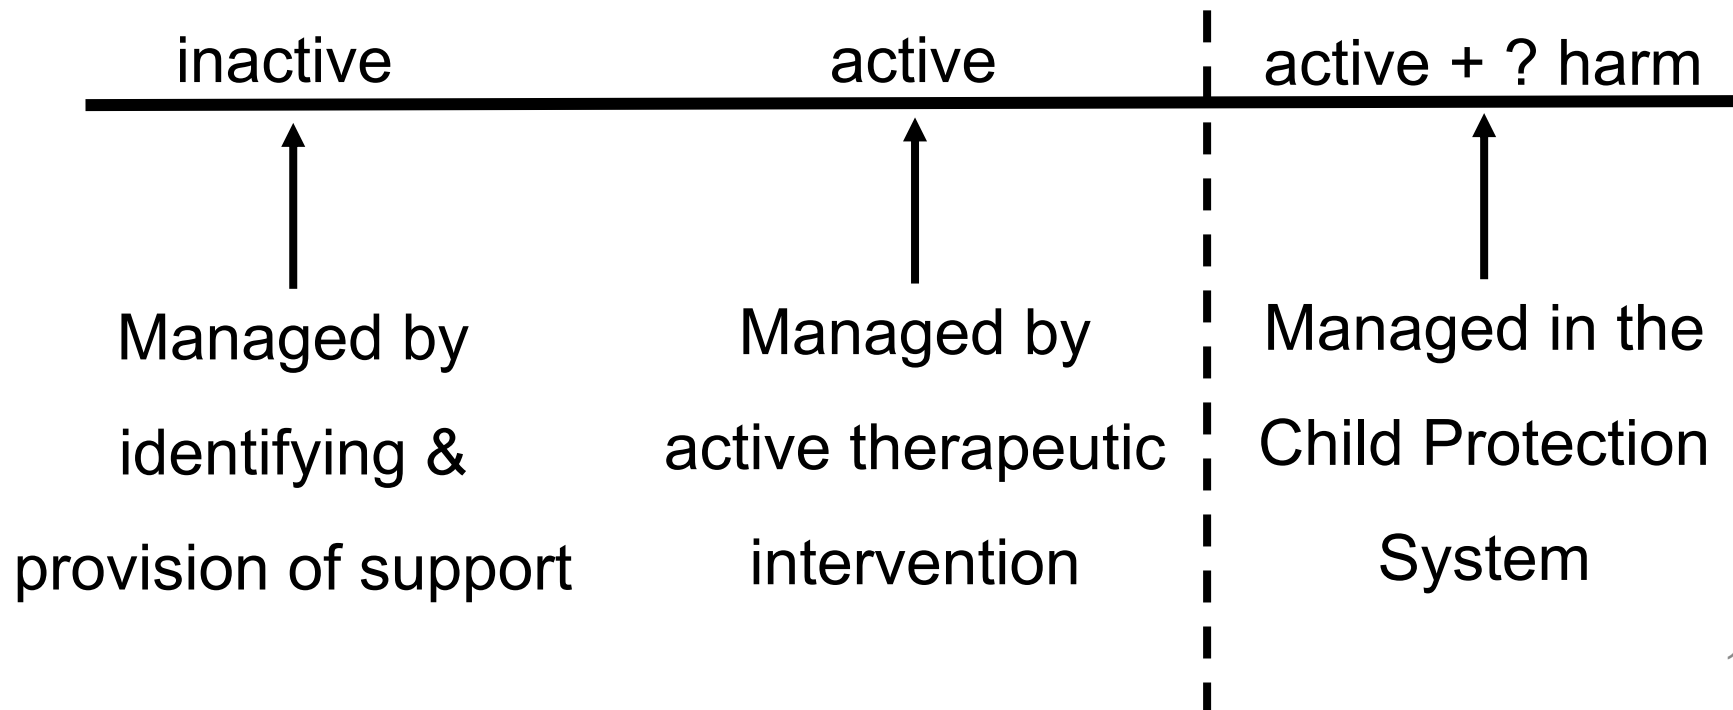 inactive
active
active + ? harm
Managed by
identifying &
provision of support
Managed by
active therapeutic
intervention
Managed in the
Child Protection
System